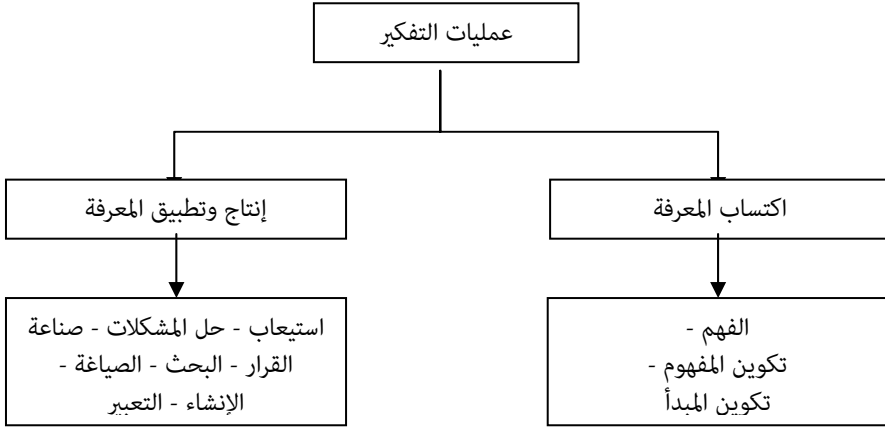 عمليات التفكير
اكتساب المعرفة
إنتاج وتطبيق المعرفة
الفهم -
تكوين المفهوم -
تكوين المبدأ
استيعاب - حل المشكلات - صناعة
القرار - البحث - الصياغة -
الإنشاء - التعبير